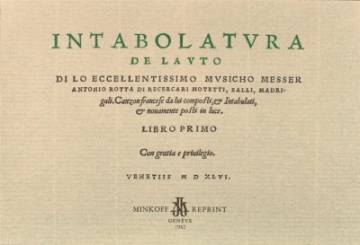 INTABOLATVRA
DE LAVTO
DI LO ECCELLENTISSIMO MVSICHO MESSER
ANTONIO ROTTA DI RECERCARI MOTETTI, BALLI, MADRI-
gali, Canzon francese da lui composti, & Intabulati,
& nouamente posti in luce.
LIBRO PRIMO
Con gratia e priuilegio.
VENETIIS M D XLVI.
MINKOFF REPRINT
GENÈVE
1982